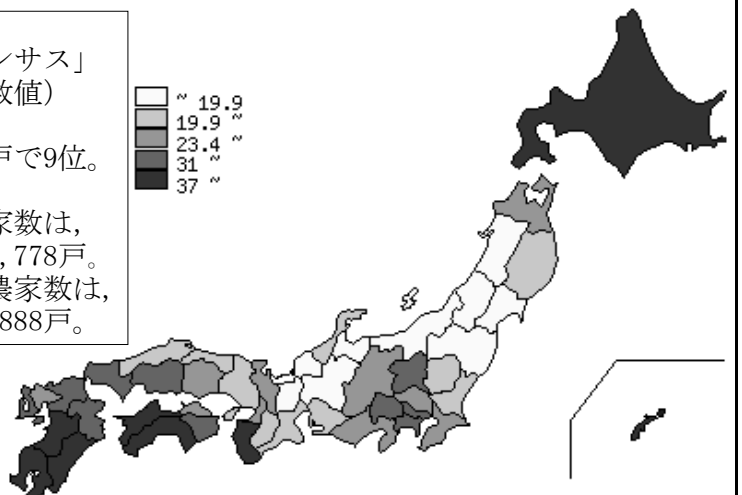 ンサス」
数値）
戸で9位。
家数は，
，778戸。
農家数は，
888戸。
~ 19.9
19.9 ~
23.4 ~
31 ~
37 ~